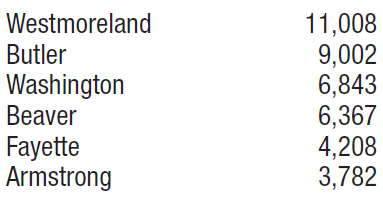 Westmoreland 11,008
Butler 9,002
Washington 6,843
Beaver 6,367
Fayette 4,208
Armstrong 3,782